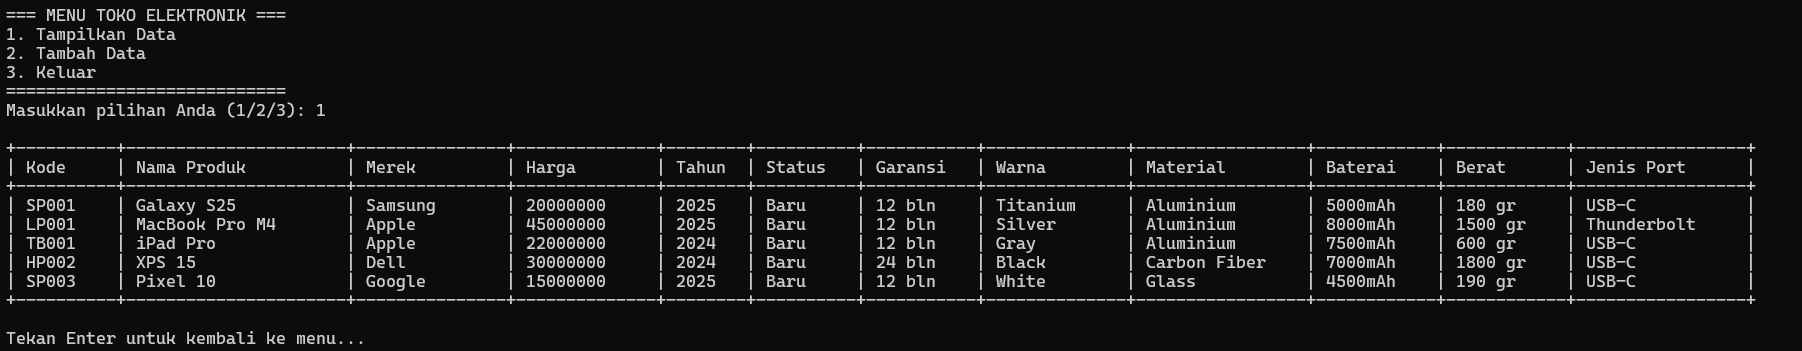 === MENU TOKO ELEKTRONIK ===
1. Tampilkan Data
2. Tambah Data
3. Keluar
============================
Masukkan pilihan Anda (1/2/3): 1
+----------+----------------------+---------------+--------------+--------+----------+-----------+--------------+-----------------+------------+------------+-----------------+
| Kode     | Nama Produk          | Merek         | Harga        | Tahun  | Status   | Garansi   | Warna        | Material        | Baterai    | Berat      | Jenis Port      |
+----------+----------------------+---------------+--------------+--------+----------+-----------+--------------+-----------------+------------+------------+-----------------+
| SP001    | Galaxy S25           | Samsung       | 20000000     | 2025   | Baru     | 12 bln    | Titanium     | Aluminium       | 5000mAh    | 180 gr     | USB-C           |
| LP001    | MacBook Pro M4       | Apple         | 45000000     | 2025   | Baru     | 12 bln    | Silver       | Aluminium       | 8000mAh    | 1500 gr    | Thunderbolt     |
| TB001    | iPad Pro             | Apple         | 22000000     | 2024   | Baru     | 12 bln    | Gray         | Aluminium       | 7500mAh    | 600 gr     | USB-C           |
| HP002    | XPS 15               | Dell          | 30000000     | 2024   | Baru     | 24 bln    | Black        | Carbon Fiber    | 7000mAh    | 1800 gr    | USB-C           |
| SP003    | Pixel 10             | Google        | 15000000     | 2025   | Baru     | 12 bln    | White        | Glass           | 4500mAh    | 190 gr     | USB-C           |
+----------+----------------------+---------------+--------------+--------+----------+-----------+--------------+-----------------+------------+------------+-----------------+
Tekan Enter untuk kembali ke menu...